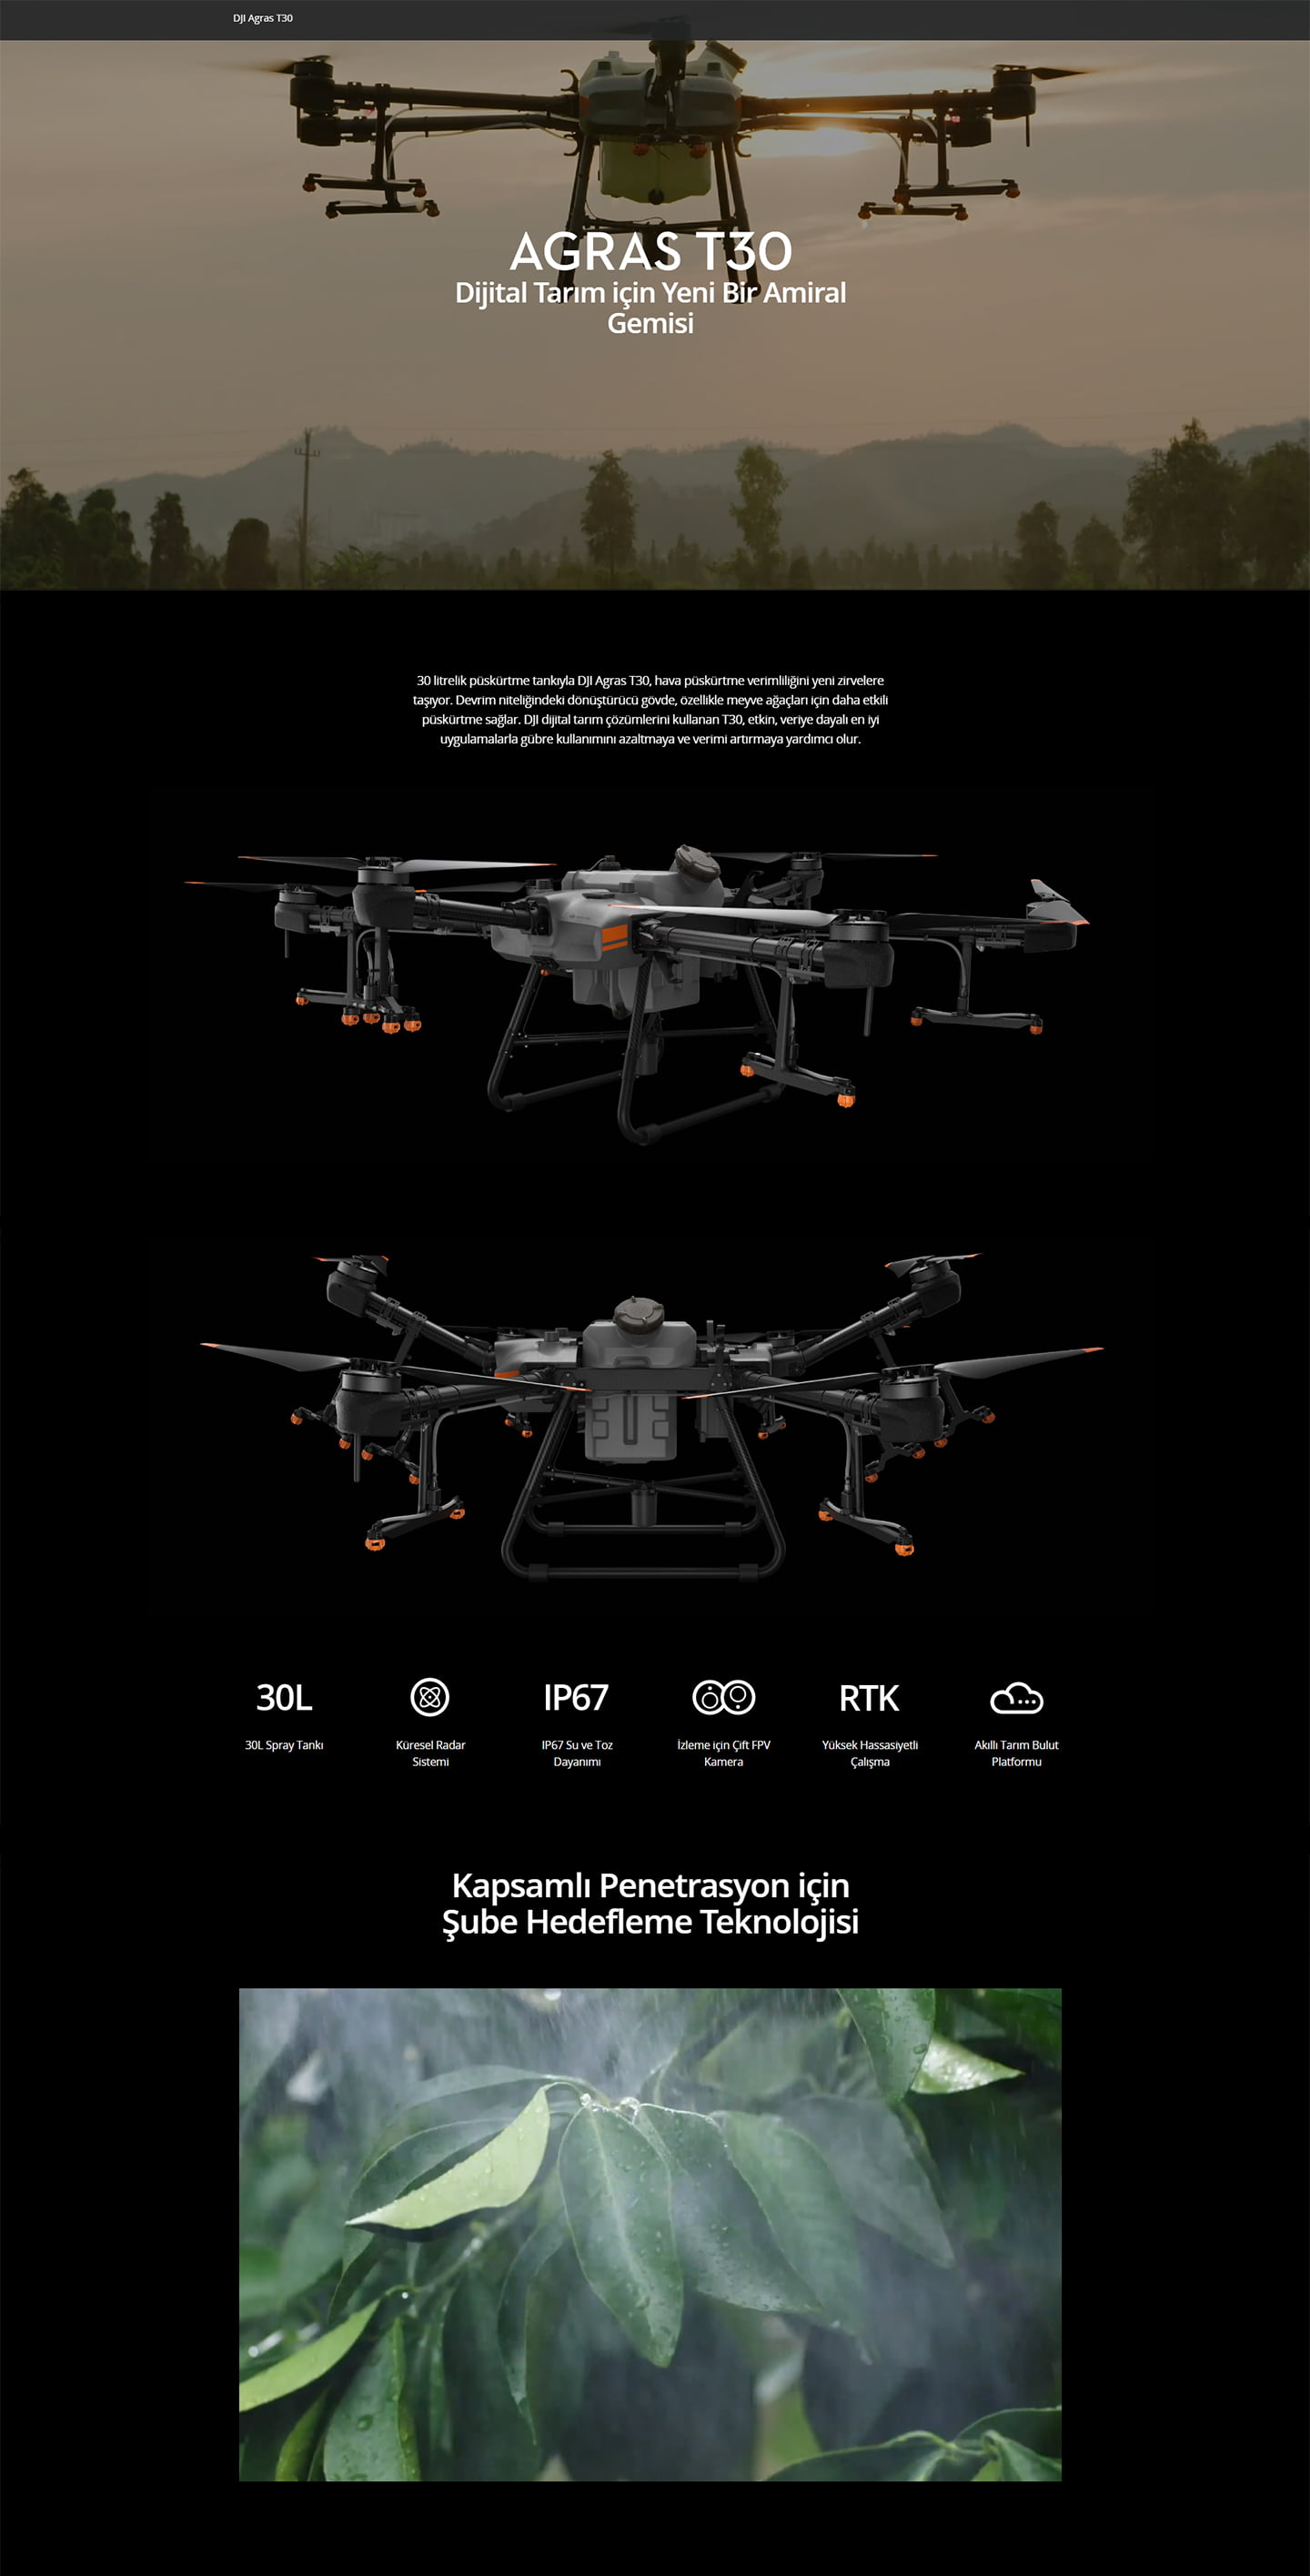 DJI Agras T30
AGRAS T30
Dijital Tarım için Yeni Bir Amiral
Gemisi
30 litrelik püskürtme tankıyla DJI Agras T30, hava püskürtme verimliliğini yeni zirvelere
taşıyor. Devrim niteliğindeki dönüştürücü gövde, özellikle meyve ağaçları için daha etkili
püskürtme sağlar. DJI dijital tarım çözümlerini kullanan T30, etkin, veriye dayalı en iyi
uygulamalarla gübre kullanımını azaltmaya ve verimi artırmaya yardımcı olur.
30L
IP67
RTK
30L Spray Tankı
Küresel Radar
Sistemi
IP67 Su ve Toz
Dayanımı
İzleme için Çift FPV
Kamera
Yüksek Hassasiyetli
Çalışma
Akıllı Tarım Bulut
Platformu
Kapsamlı Penetrasyon için
Şube Hedefleme Teknolojisi